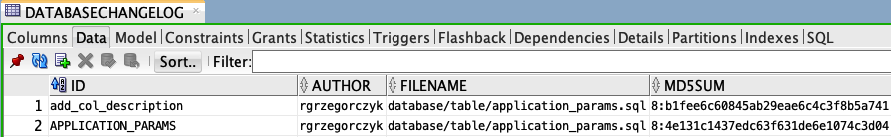 DATABASECHANGELOG
Columns Data Model Constraints Grants Statistics Triggers Flashback Dependencies Details Partitions Indexes SQL
Sort.. Filter:
ID AUTHOR FILENAME MD5SUM
1 add_col_description rgrzegorczyk database/table/application_params.sql 8:b1fee6c60845ab29eae6c4c3f8b5a741
2 APPLICATION_PARAMS rgrzegorczyk database/table/application_params.sql 8:4e131c1437edc63f631de6e1074c3d04